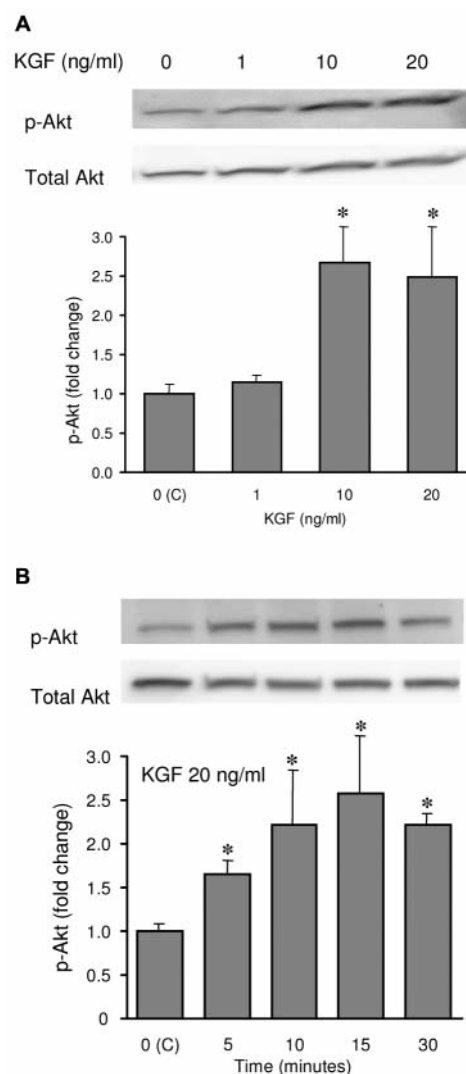 A
KGF (ng/ml) 0 1 10 20
p-Akt
Total Akt
* *
3.0
2.5
2.0
1.5
1.0
0.5
0.0
p-Akt (fold change)
0 (C) 1 10 20
KGF (ng/ml)
B
p-Akt
Total Akt
KGF 20 ng/ml
* * * *
3.0
2.5
2.0
1.5
1.0
0.5
0
p-Akt (fold change)
0 (C) 5 10 15 30
Time (minutes)